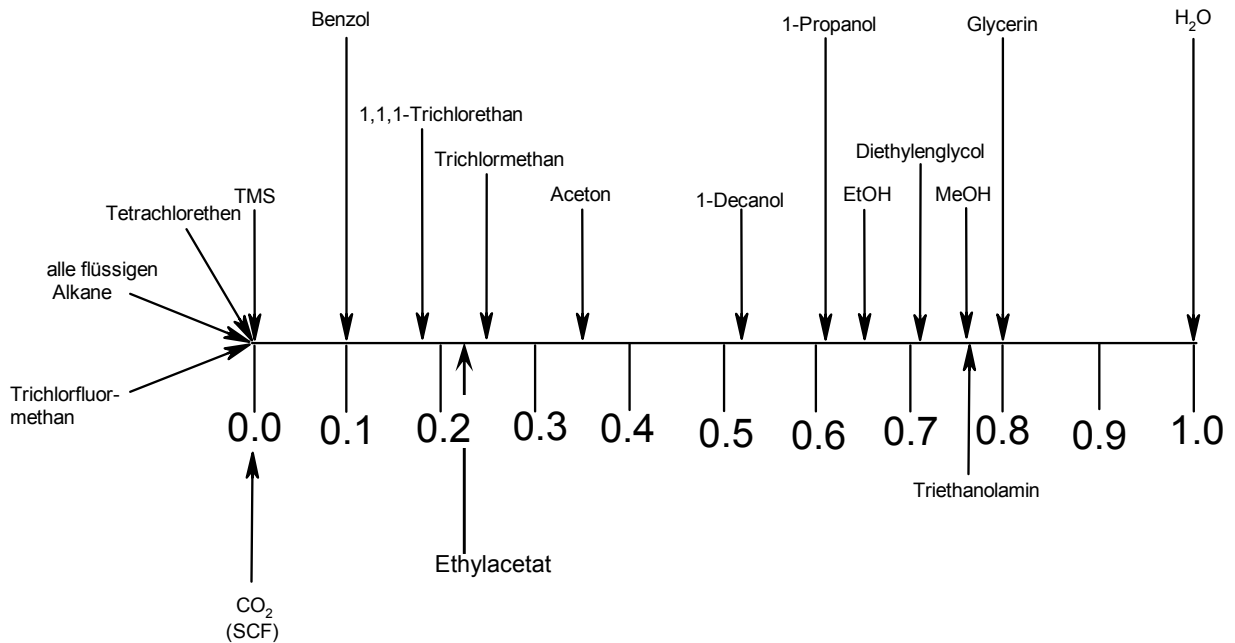 Benzol
1-Propanol
Glycerin
H₂O
1,1,1-Trichlorethan
Trichlormethan
Diethylenglycol
TMS
Aceton
1-Decanol
EtOH
MeOH
Tetrachlorethen
alle flüssigen
Alkane
Trichlorfluor-
methan
0.0 0.1 0.2 0.3 0.4 0.5 0.6 0.7 0.8 0.9 1.0
Triethanolamin
Ethylacetat
CO₂
(SCF)